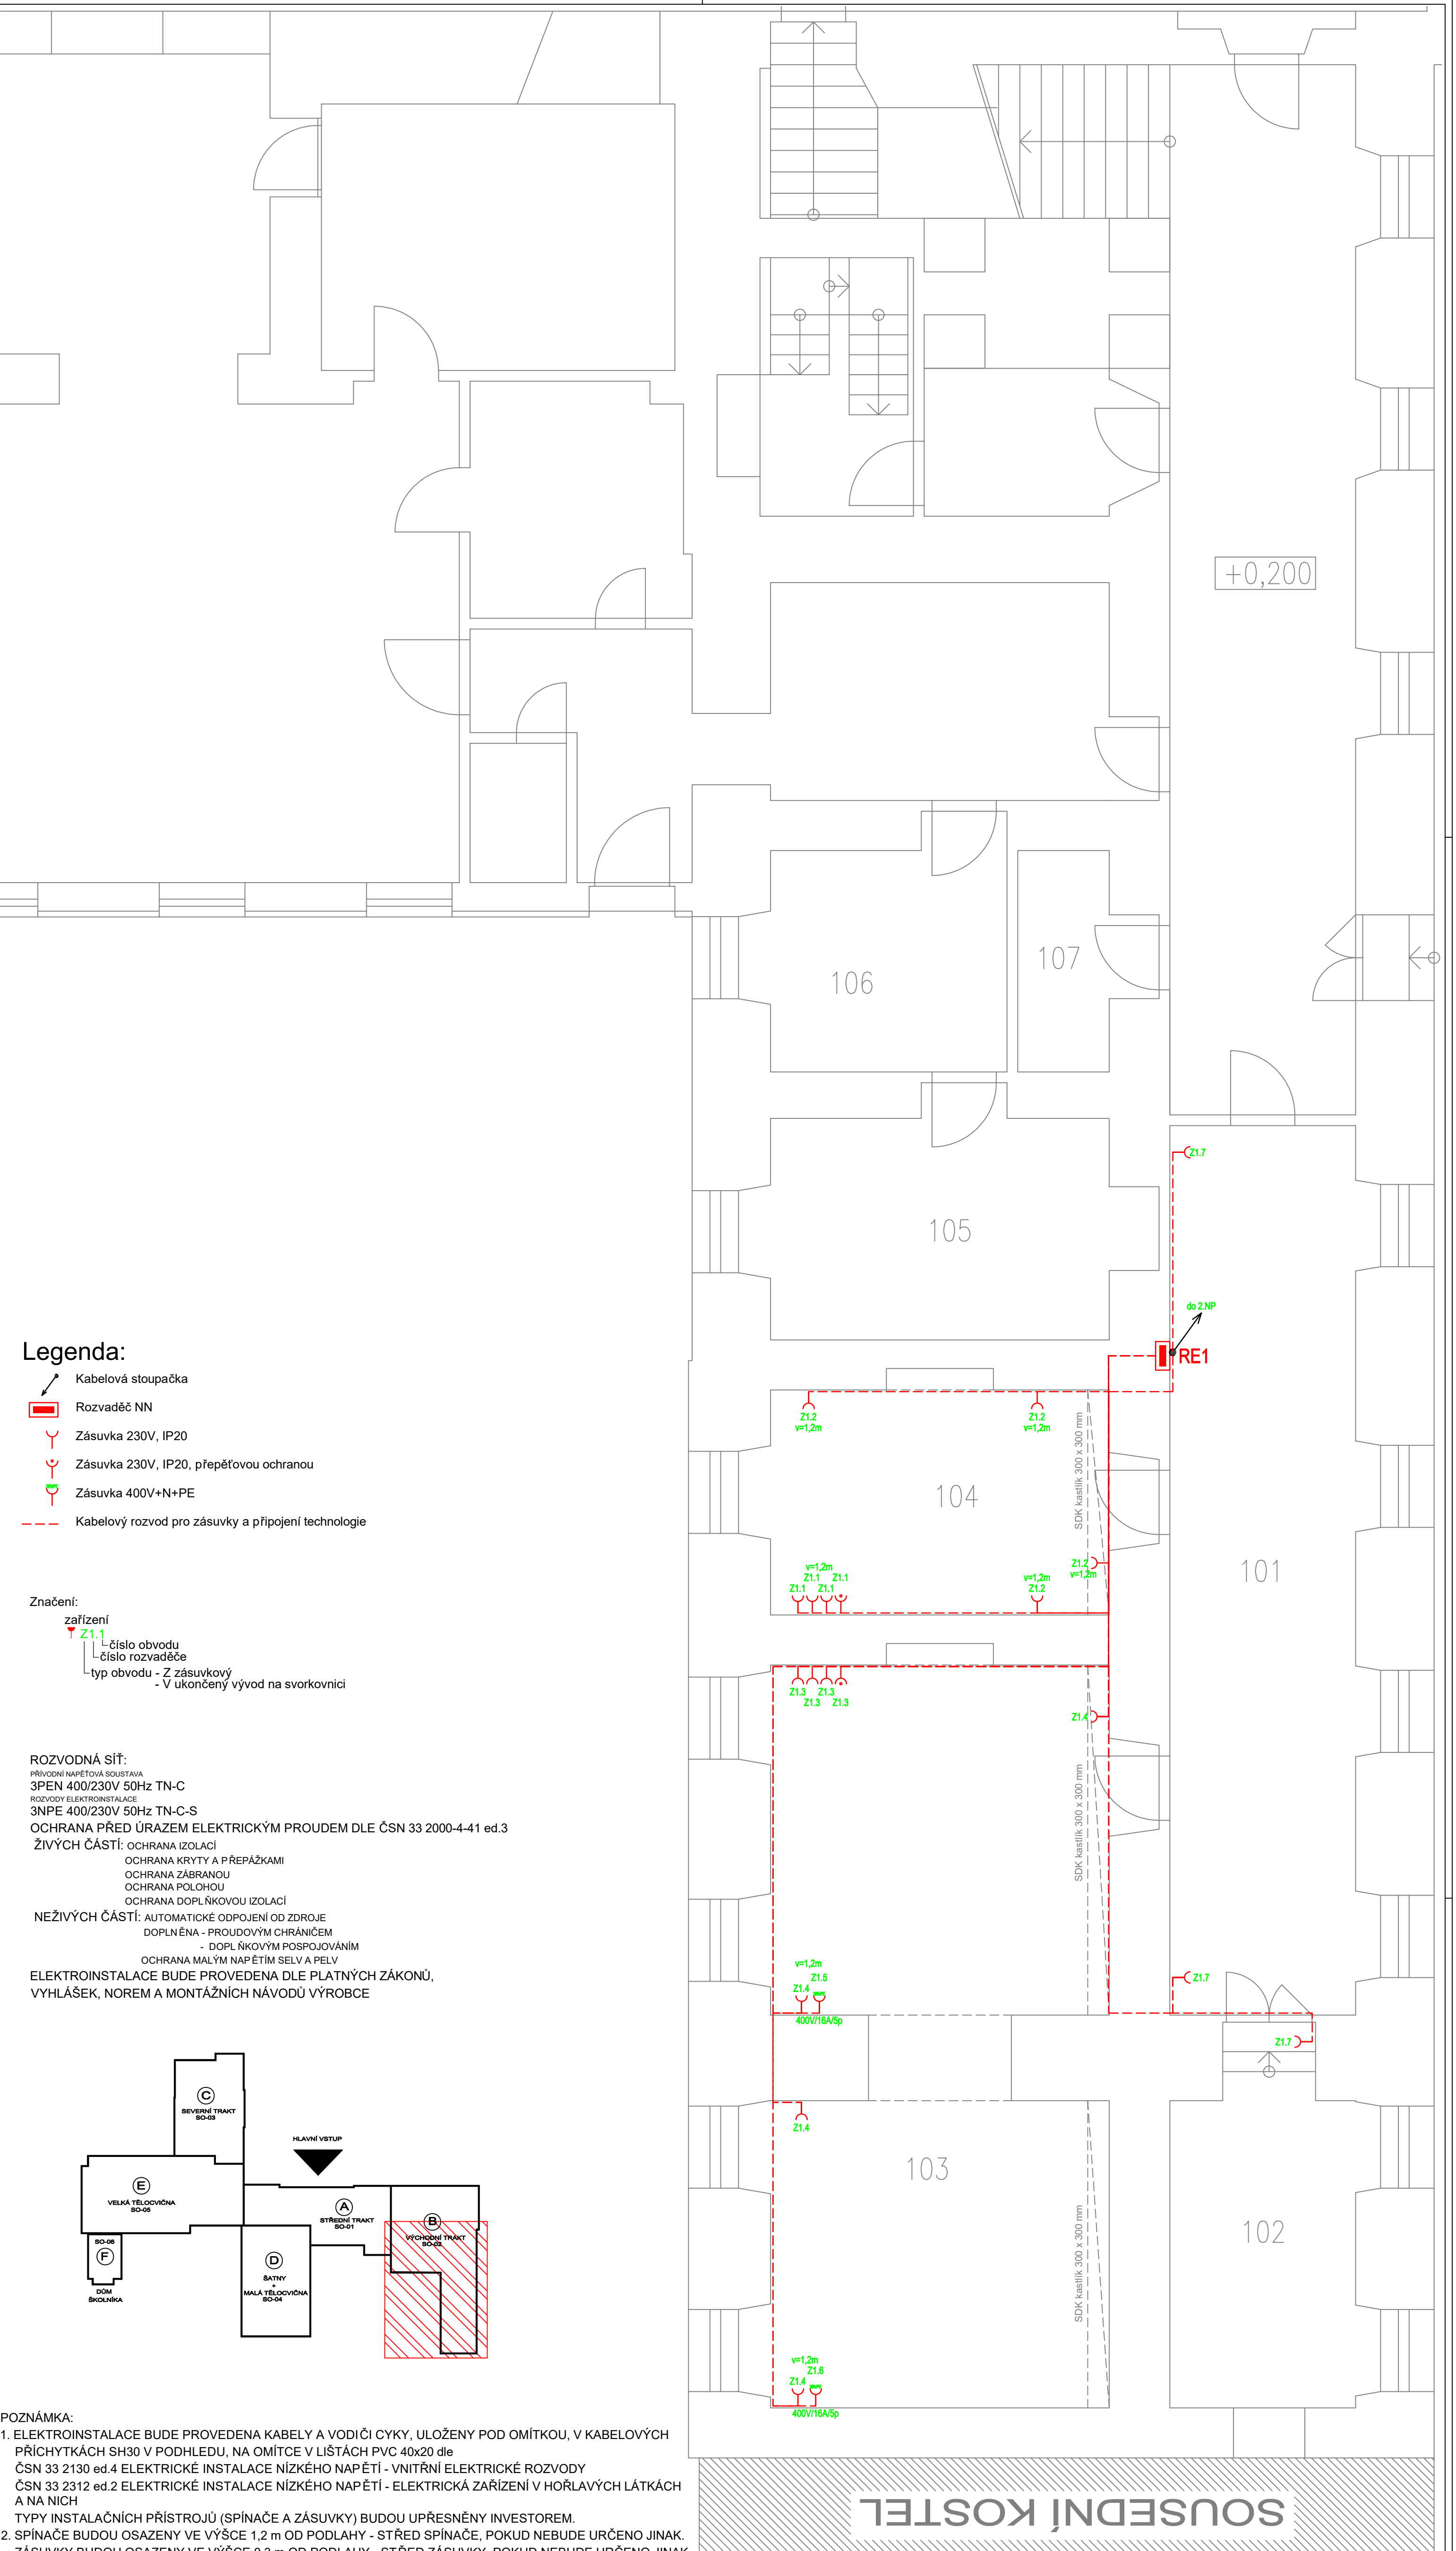 +0,200
107
106
Z1.7
105
do 2.NP
RE1
Legenda:
Kabelová stoupačka
Rozvaděč NN
Zásuvka 230V, IP20
Zásuvka 230V, IP20, přepěťovou ochranou
Zásuvka 400V+N+PE
Kabelový rozvod pro zásuvky a připojení technologie
Z1.2
v=1,2m
Z1.2
v=1,2m
SDK kastlík 300 x 300 mm
104
Z1.2
v=1,2m
v=1,2m
Z1.1 Z1.1
Z1.1 Z1.1
v=1,2m
Z1.2
101
Značení:
zařízení
Z1.1
číslo obvodu
číslo rozvaděče
typ obvodu - Z zásuvkový
- V ukončený vývod na svorkovnici
Z1.3 Z1.3
Z1.3 Z1.3
Z1.4
SDK kastlík 300 x 300 mm
ROZVODNÁ SÍŤ:
PŘÍVODNÍ NAPĚŤOVÁ SOUSTAVA
3PEN 400/230V 50Hz TN-C
ROZVODY ELEKTROINSTALACE
3NPE 400/230V 50Hz TN-C-S
OCHRANA PŘED ÚRAZEM ELEKTRICKÝM PROUDEM DLE ČSN 33 2000-4-41 ed.3
ŽIVÝCH ČÁSTÍ: OCHRANA IZOLACÍ
OCHRANA KRYTY A PŘEPÁŽKAMI
OCHRANA ZÁBRANOU
OCHRANA POLOHOU
OCHRANA DOPLŇKOVOU IZOLACÍ
NEŽIVÝCH ČÁSTÍ: AUTOMATICKÉ ODPOJENÍ OD ZDROJE
DOPLNĚNA - PROUDOVÝM CHRÁNIČEM
- DOPLŇKOVÝM POSPOJOVÁNÍM
OCHRANA MALÝM NAPĚTÍM SELV A PELV
ELEKTROINSTALACE BUDE PROVEDENA DLE PLATNÝCH ZÁKONŮ,
VYHLÁŠEK, NOREM A MONTÁŽNÍCH NÁVODŮ VÝROBCE
v=1,2m
Z1.5
Z1.4
400V/16A/5p
Z1.7
Z1.7
Z1.4
103
102
SDK kastlík 300 x 300 mm
v=1,2m
Z1.6
Z1.4
400V/16A/5p
C
SEVERNÍ TRAKT
SO-03
HLAVNÍ VSTUP
E
VELKÁ TĚLOCVIČNA
SO-05
A
STŘEDNÍ TRAKT
SO-01
B
VÝCHODNÍ TRAKT
SO-02
SO-06
F
DŮM
ŠKOLNÍKA
D
ŠATNY
+
MALÁ TĚLOCVIČNA
SO-04
POZNÁMKA:
1. ELEKTROINSTALACE BUDE PROVEDENA KABELY A VODIČI CYKY, ULOŽENY POD OMÍTKOU, V KABELOVÝCH
PŘÍCHYTKÁCH SH30 V PODHLEDU, NA OMÍTCE V LIŠTÁCH PVC 40x20 dle
ČSN 33 2130 ed.4 ELEKTRICKÉ INSTALACE NÍZKÉHO NAPĚTÍ - VNITŘNÍ ELEKTRICKÉ ROZVODY
ČSN 33 2312 ed.2 ELEKTRICKÉ INSTALACE NÍZKÉHO NAPĚTÍ - ELEKTRICKÁ ZAŘÍZENÍ V HOŘLAVÝCH LÁTKÁCH
A NA NICH
TYPY INSTALAČNÍCH PŘÍSTROJŮ (SPÍNAČE A ZÁSUVKY) BUDOU UPŘESNĚNY INVESTOREM.
2. SPÍNAČE BUDOU OSAZENY VE VÝŠCE 1,2 m OD PODLAHY - STŘED SPÍNAČE, POKUD NEBUDE URČENO JINAK.
ZÁSUVKY BUDOU OSAZENY VE VÝŠCE 0,3 m OD PODLAHY - STŘED ZÁSUVKY, POKUD NEBUDE URČENO JINAK
SOUSEDNÍ KOSTEL